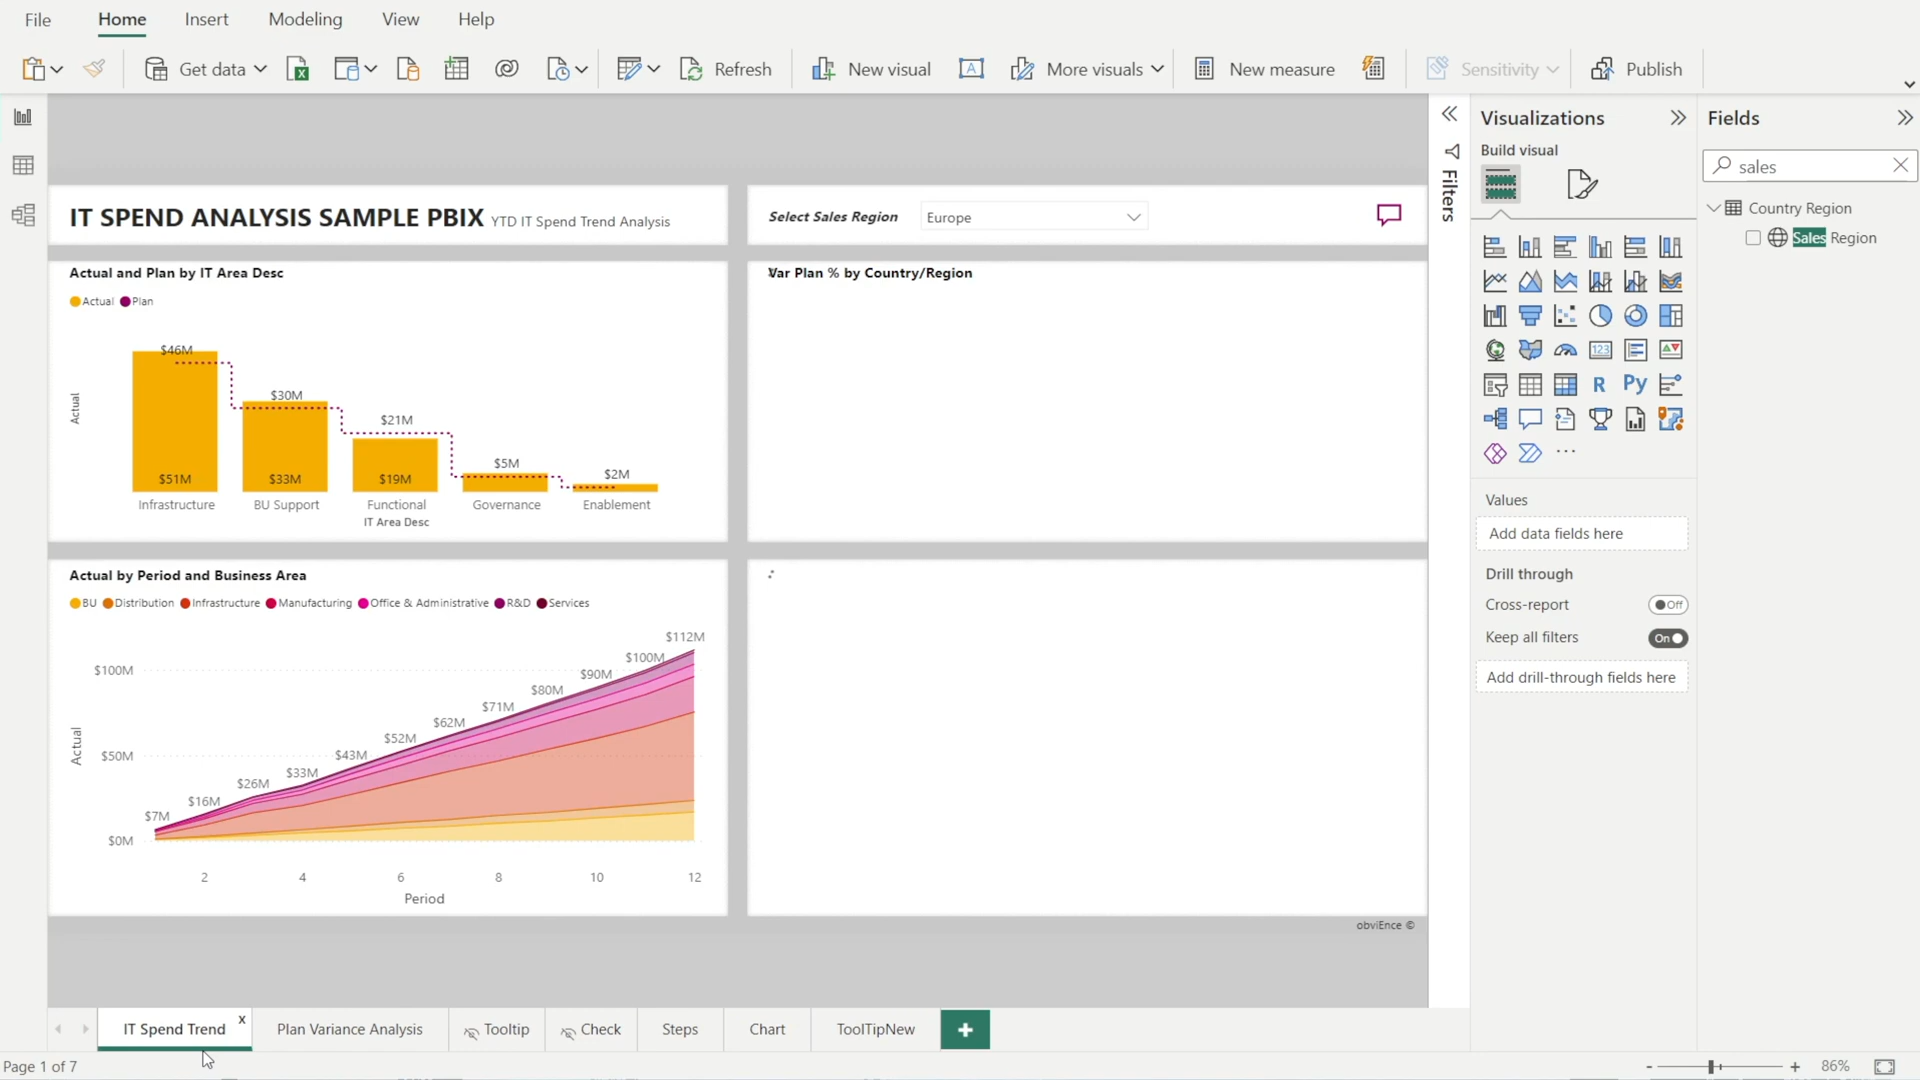 File Home Insert Modeling View Help
Get data Refresh New visual More visuals New measure Sensitivity Publish
IT SPEND ANALYSIS SAMPLE PBIX YTD IT Spend Trend Analysis
Select Sales Region Europe
Actual and Plan by IT Area Desc
Actual Plan
$46M
$30M
$21M
$5M
$2M
$51M $33M $19M
Actual
Infrastructure BU Support Functional Governance Enablement
IT Area Desc
Var Plan % by Country/Region
Actual by Period and Business Area
BU Distribution Infrastructure Manufacturing Office & Administrative R&D Services
$112M
$100M
$90M
$80M
$71M
$62M
$52M
$43M
$33M
$26M
$16M
$7M
$100M
$50M
$0M
Actual
2 4 6 8 10 12
Period
obviEnce ©
Filters
Visualizations
Build visual
123
R Py
Values
Add data fields here
Drill through
Cross-report Off
Keep all filters On
Add drill-through fields here
Fields
sales
Country Region
Sales Region
IT Spend Trend x Plan Variance Analysis Tooltip Check Steps Chart ToolTipNew +
Page 1 of 7
- + 86%